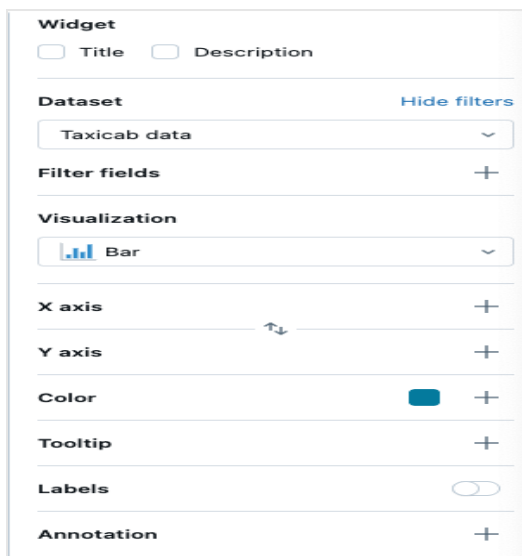 Widget
Title Description
Dataset Hide filters
Taxicab data
Filter fields
Visualization
Bar
X axis
Y axis
Color
Tooltip
Labels
Annotation